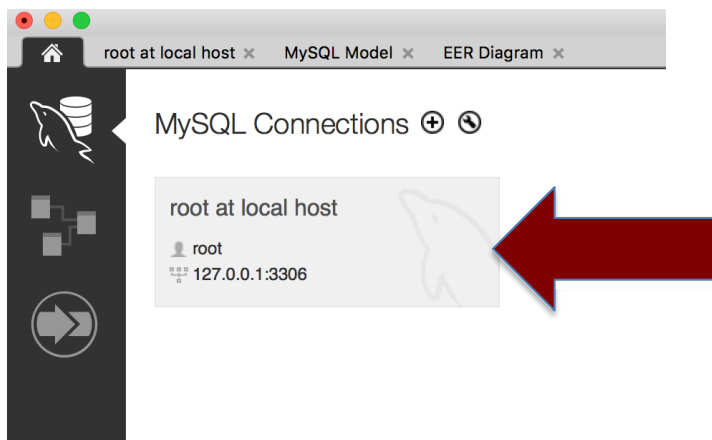 root at local host × MySQL Model × EER Diagram ×
MySQL Connections
root at local host
root
127.0.0.1:3306